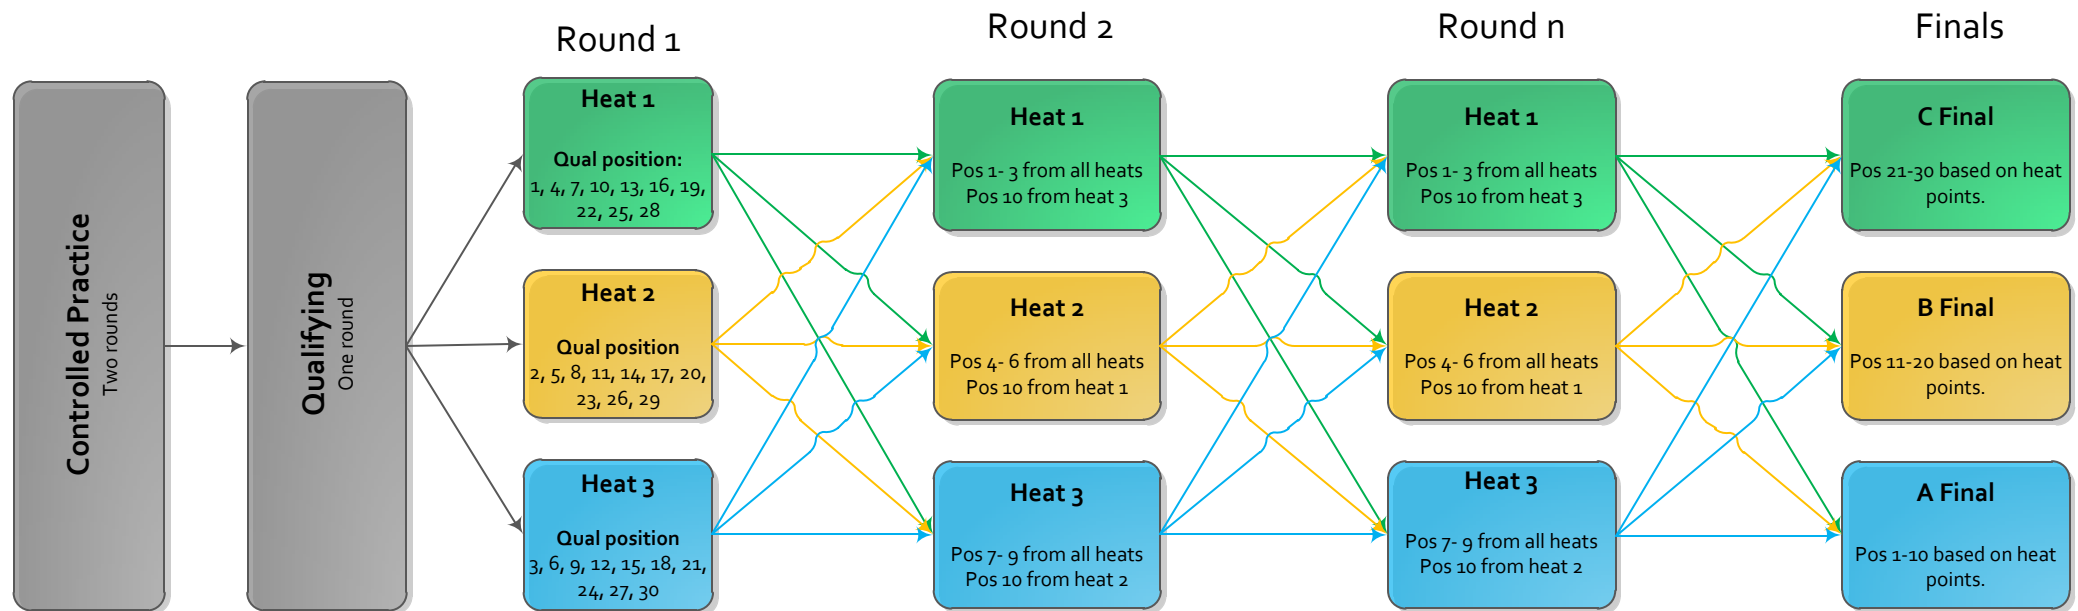 Controlled Practice
Two rounds
Qualifying
One round
Round 1
Heat 1
Qual position:
1, 4, 7, 10, 13, 16, 19,
22, 25, 28
Heat 2
Qual position
2, 5, 8, 11, 14, 17, 20,
23, 26, 29
Heat 3
Qual position
3, 6, 9, 12, 15, 18, 21,
24, 27, 30
Round 2
Heat 1
Pos 1- 3 from all heats
Pos 10 from heat 3
Heat 2
Pos 4- 6 from all heats
Pos 10 from heat 1
Heat 3
Pos 7- 9 from all heats
Pos 10 from heat 2
Round n
Heat 1
Pos 1- 3 from all heats
Pos 10 from heat 3
Heat 2
Pos 4- 6 from all heats
Pos 10 from heat 1
Heat 3
Pos 7- 9 from all heats
Pos 10 from heat 2
Finals
C Final
Pos 21-30 based on heat
points.
B Final
Pos 11-20 based on heat
points.
A Final
Pos 1-10 based on heat
points.